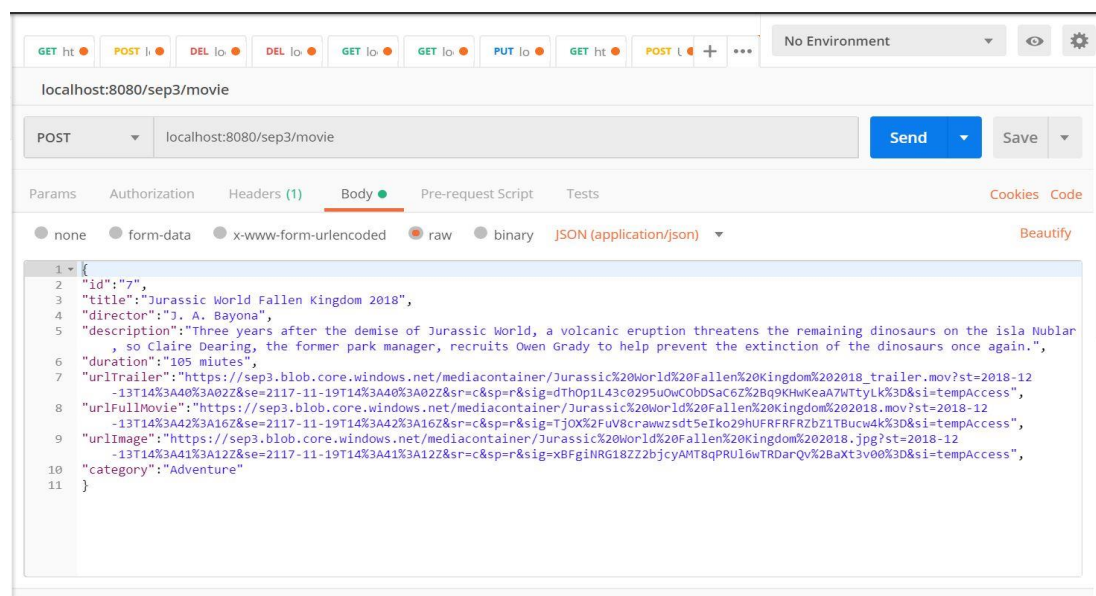 GET ht POST l DEL lo DEL lo GET lo GET lo PUT lo GET ht POST + ••• No Environment
localhost:8080/sep3/movie
POST localhost:8080/sep3/movie Send Save
Params Authorization Headers (1) Body Pre-request Script Tests Cookies Code
none form-data x-www-form-urlencoded raw binary JSON (application/json) Beautify
1 {
2 "id":"7",
3 "title":"Jurassic World Fallen Kingdom 2018",
4 "director":"J. A. Bayona",
5 "description":"Three years after the demise of Jurassic World, a volcanic eruption threatens the remaining dinosaurs on the isla Nublar
, so Claire Dearing, the former park manager, recruits Owen Grady to help prevent the extinction of the dinosaurs once again.",
6 "duration":"105 miutes",
7 "urlTrailer":"https://sep3.blob.core.windows.net/mediacontainer/Jurassic%20World%20Fallen%20Kingdom%202018_trailer.mov?st=2018-12
-13T14%3A40%3A02Z&se=2117-11-19T14%3A40%3A02Z&sr=c&sp=r&sig=dThOp1L43c0295uOwCObDSaC6Z%2Bq9KHwKeaA7WTtyLk%3D&si=tempAccess",
8 "urlFullMovie":"https://sep3.blob.core.windows.net/mediacontainer/Jurassic%20World%20Fallen%20Kingdom%202018.mov?st=2018-12
-13T14%3A42%3A16Z&se=2117-11-19T14%3A42%3A16Z&sr=c&sp=r&sig=TjOX%2FuV8crawwzsdt5eIko29hUFRFRFRZbZ1TBucw4k%3D&si=tempAccess",
9 "urlImage":"https://sep3.blob.core.windows.net/mediacontainer/Jurassic%20World%20Fallen%20Kingdom%202018.jpg?st=2018-12
-13T14%3A41%3A12Z&se=2117-11-19T14%3A41%3A12Z&sr=c&sp=r&sig=xBFgiNRG18ZZ2bjcyAMT8qPRUl6wTRDarQv%2BaXt3v00%3D&si=tempAccess",
10 "category":"Adventure"
11 }